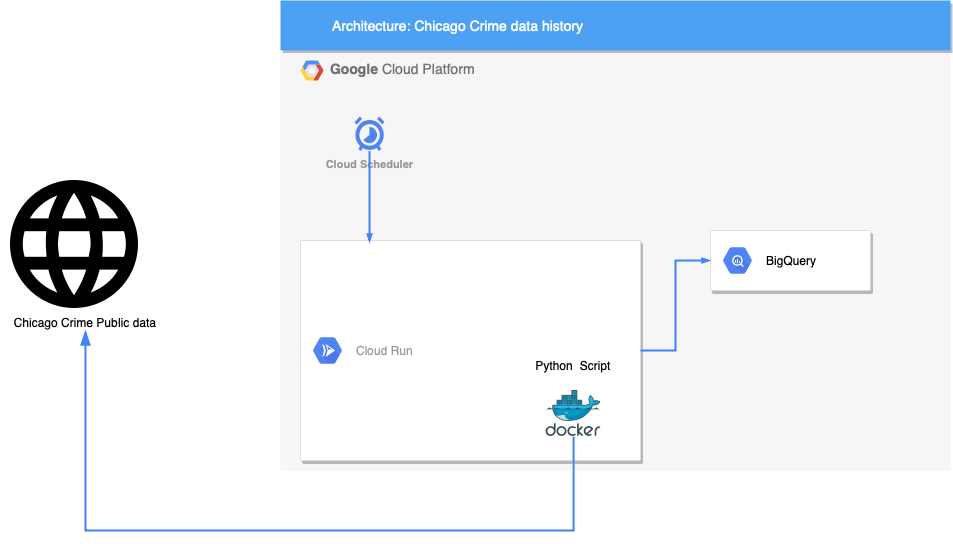 Architecture: Chicago Crime data history
Google Cloud Platform
Cloud Scheduler
Chicago Crime Public data
BigQuery
Cloud Run
Python Script
docker